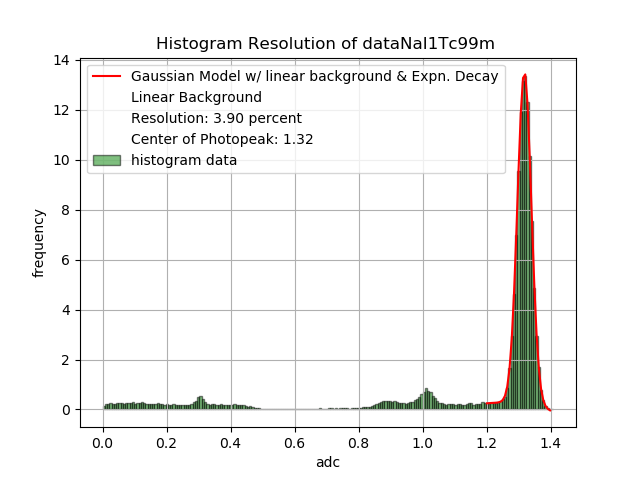 Histogram Resolution of dataNaI1Tc99m
Gaussian Model w/ linear background & Expn. Decay
Linear Background
Resolution: 3.90 percent
Center of Photopeak: 1.32
histogram data
frequency
14
12
10
8
6
4
2
0
0.0 0.2 0.4 0.6 0.8 1.0 1.2 1.4
adc